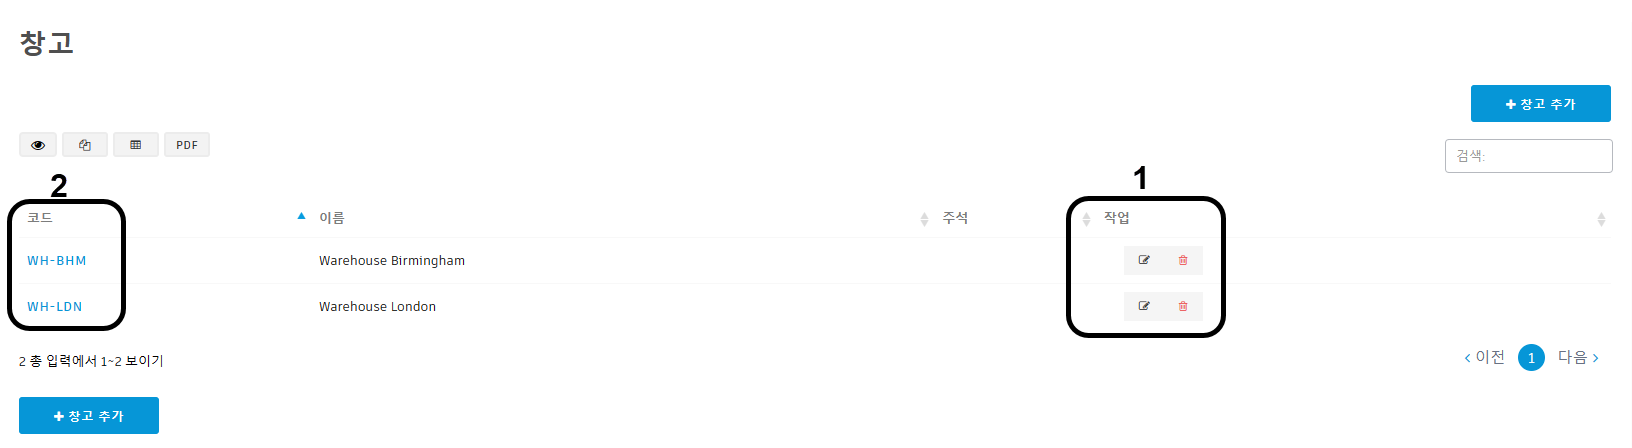 창고
창고 추가
PDF
검색:
2
1
코드 이름 주석 작업
WH-BHM Warehouse Birmingham
WH-LDN Warehouse London
2 총 입력에서 1~2 보이기
이전 1 다음
창고 추가